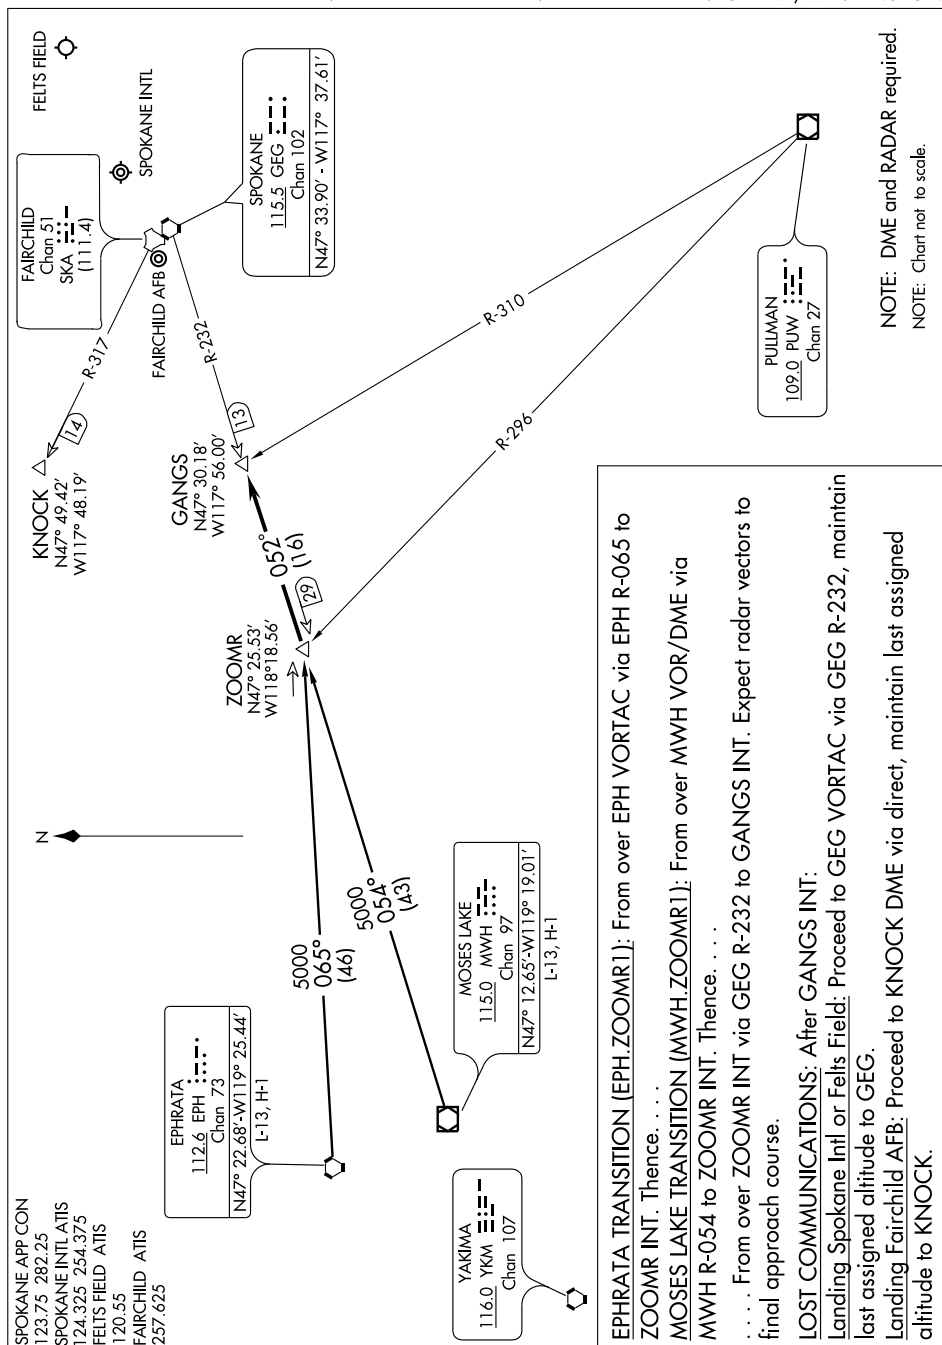 SPOKANE APP CON
123.75 282.25
SPOKANE INTL ATIS
124.325 254.375
FELTS FIELD ATIS
120.55
FAIRCHILD ATIS
257.625
EPHRATA
112.6 EPH
Chan 73
N47° 22.68′-W119° 25.44′
L-13, H-1
YAKIMA
116.0 YKM
Chan 107
MOSES LAKE
115.0 MWH
Chan 97
N47° 12.65′-W119° 19.01′
L-13, H-1
5000
065°
(46)
5000
054°
(43)
N
ZOOMR
N47° 25.53′
W118°18.56′
29
052°
(16)
GANGS
N47° 30.18′
W117° 56.00′
13
KNOCK
N47° 49.42′
W117° 48.19′
14
R-317
R-232
R-310
R-296
FAIRCHILD AFB
FAIRCHILD
Chan 51
SKA
(111.4)
SPOKANE
115.5 GEG
Chan 102
N47° 33.90′ - W117° 37.61′
FELTS FIELD
SPOKANE INTL
PULLMAN
109.0 PUW
Chan 27
NOTE: DME and RADAR required.
NOTE: Chart not to scale.
EPHRATA TRANSITION (EPH.ZOOMR1): From over EPH VORTAC via EPH R-065 to
ZOOMR INT. Thence. . . .
MOSES LAKE TRANSITION (MWH.ZOOMR1): From over MWH VOR/DME via
MWH R-054 to ZOOMR INT. Thence. . . .
. . . . From over ZOOMR INT via GEG R-232 to GANGS INT. Expect radar vectors to
final approach course.
LOST COMMUNICATIONS: After GANGS INT:
Landing Spokane Intl or Felts Field: Proceed to GEG VORTAC via GEG R-232, maintain
last assigned altitude to GEG.
Landing Fairchild AFB: Proceed to KNOCK DME via direct, maintain last assigned
altitude to KNOCK.